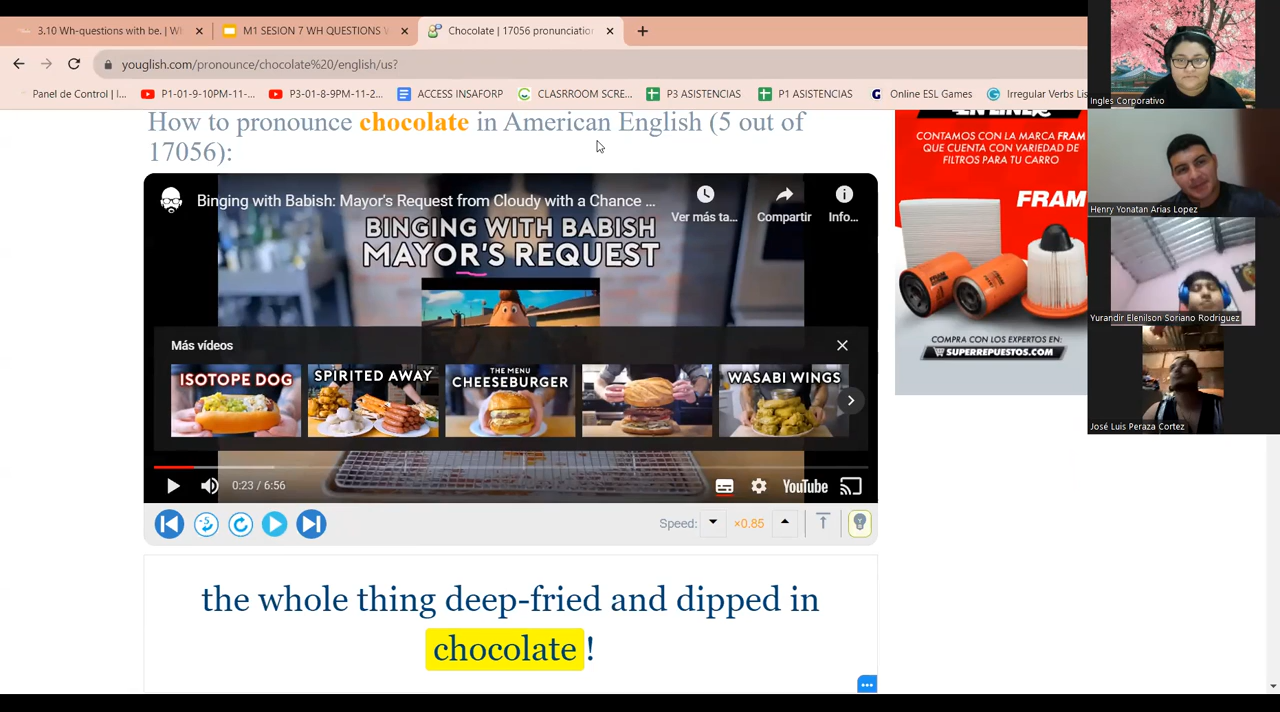 3.10 Wh-questions with be. | Wh
M1 SESION 7 WH QUESTIONS V
Chocolate | 17056 pronunciation
youglish.com/pronounce/chocolate%20/english/us?
Panel de Control | I...
P1-01-9-10PM-11-...
P3-01-8-9PM-11-2...
ACCESS INSAFORP
CLASRROOM SCRE...
P3 ASISTENCIAS
P1 ASISTENCIAS
Online ESL Games
Irregular Verbs Lis
How to pronounce chocolate in American English (5 out of
17056):
Binging with Babish: Mayor's Request from Cloudy with a Chance ...
Ver más ta...
Compartir
Info...
BINGING WITH BABISH
MAYOR'S REQUEST
Más vídeos
ISOTOPE DOG
SPIRITED AWAY
THE MENU
CHEESEBURGER
WASABI WINGS
0:23 / 6:56
YouTube
Speed:
×0.85
the whole thing deep-fried and dipped in
chocolate !
CONTAMOS CON LA MARCA FRAM
QUE CUENTA CON VARIEDAD DE
FILTROS PARA TU CARRO
FRAM
COMPRA CON LOS EXPERTOS EN:
SUPERREPUESTOS.COM
Ingles Corporativo
Henry Yonatan Arias Lopez
Yurandir Elenilson Soriano Rodriguez
José Luis Peraza Cortez